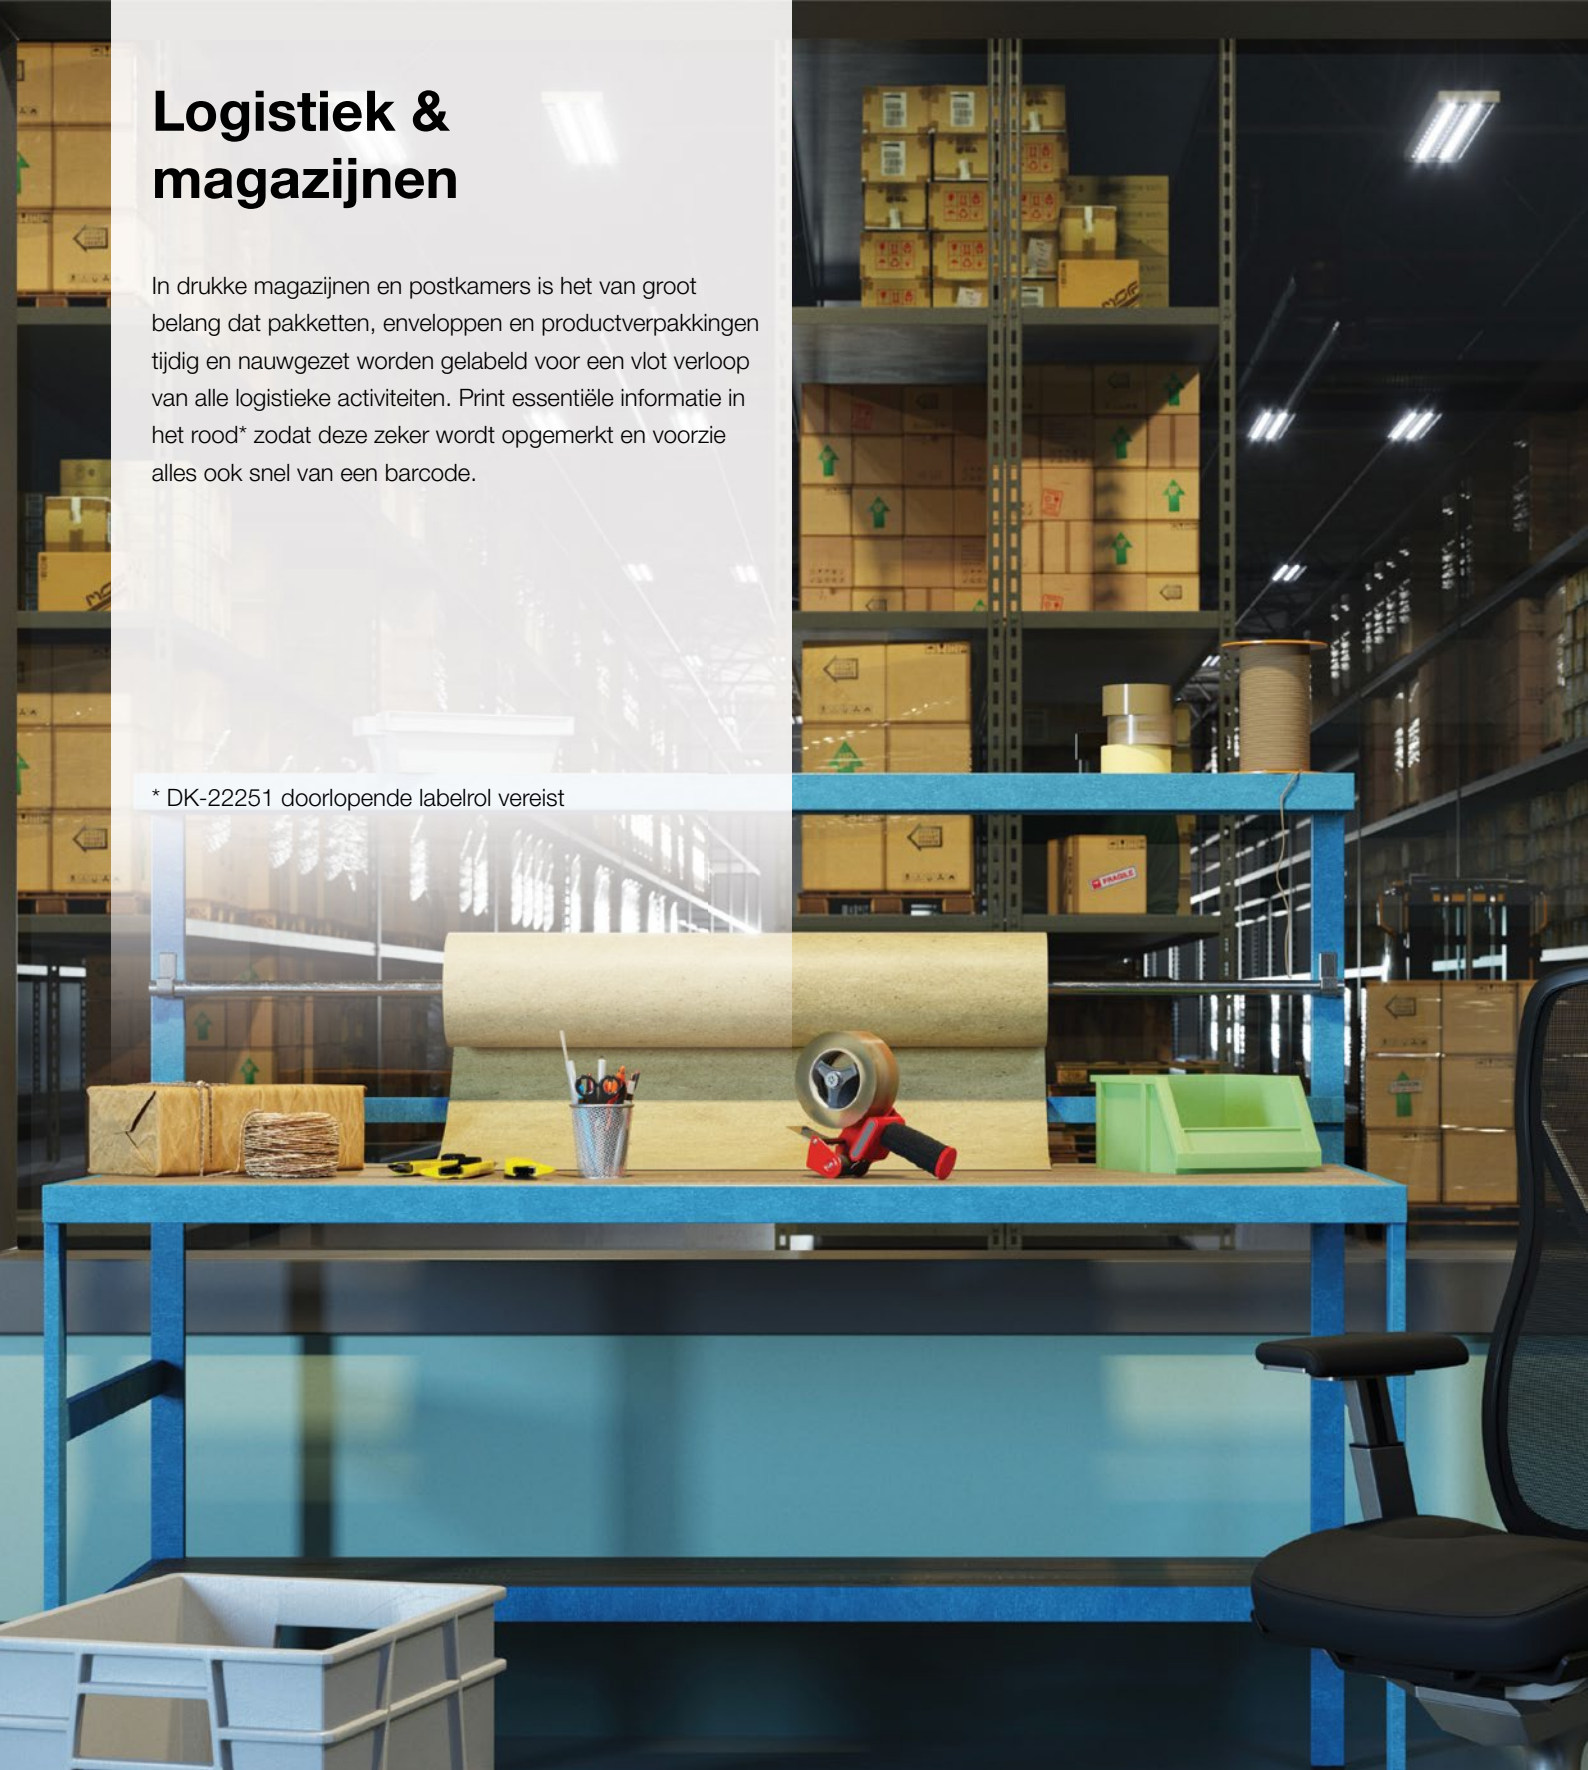 Logistiek &
magazijnen
In drukke magazijnen en postkamers is het van groot
belang dat pakketten, enveloppen en productverpakkingen
tijdig en nauwgezet worden gelabeld voor een vlot verloop
van alle logistieke activiteiten. Print essentiële informatie in
het rood* zodat deze zeker wordt opgemerkt en voorzie
alles ook snel van een barcode.
* DK-22251 doorlopende labelrol vereist
FRAGILE